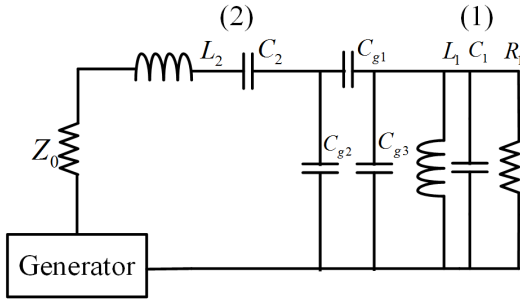 (2) (1)
L2 C2 Cg1 L1 C1 R1
Z0 Cg2 Cg3
Generator